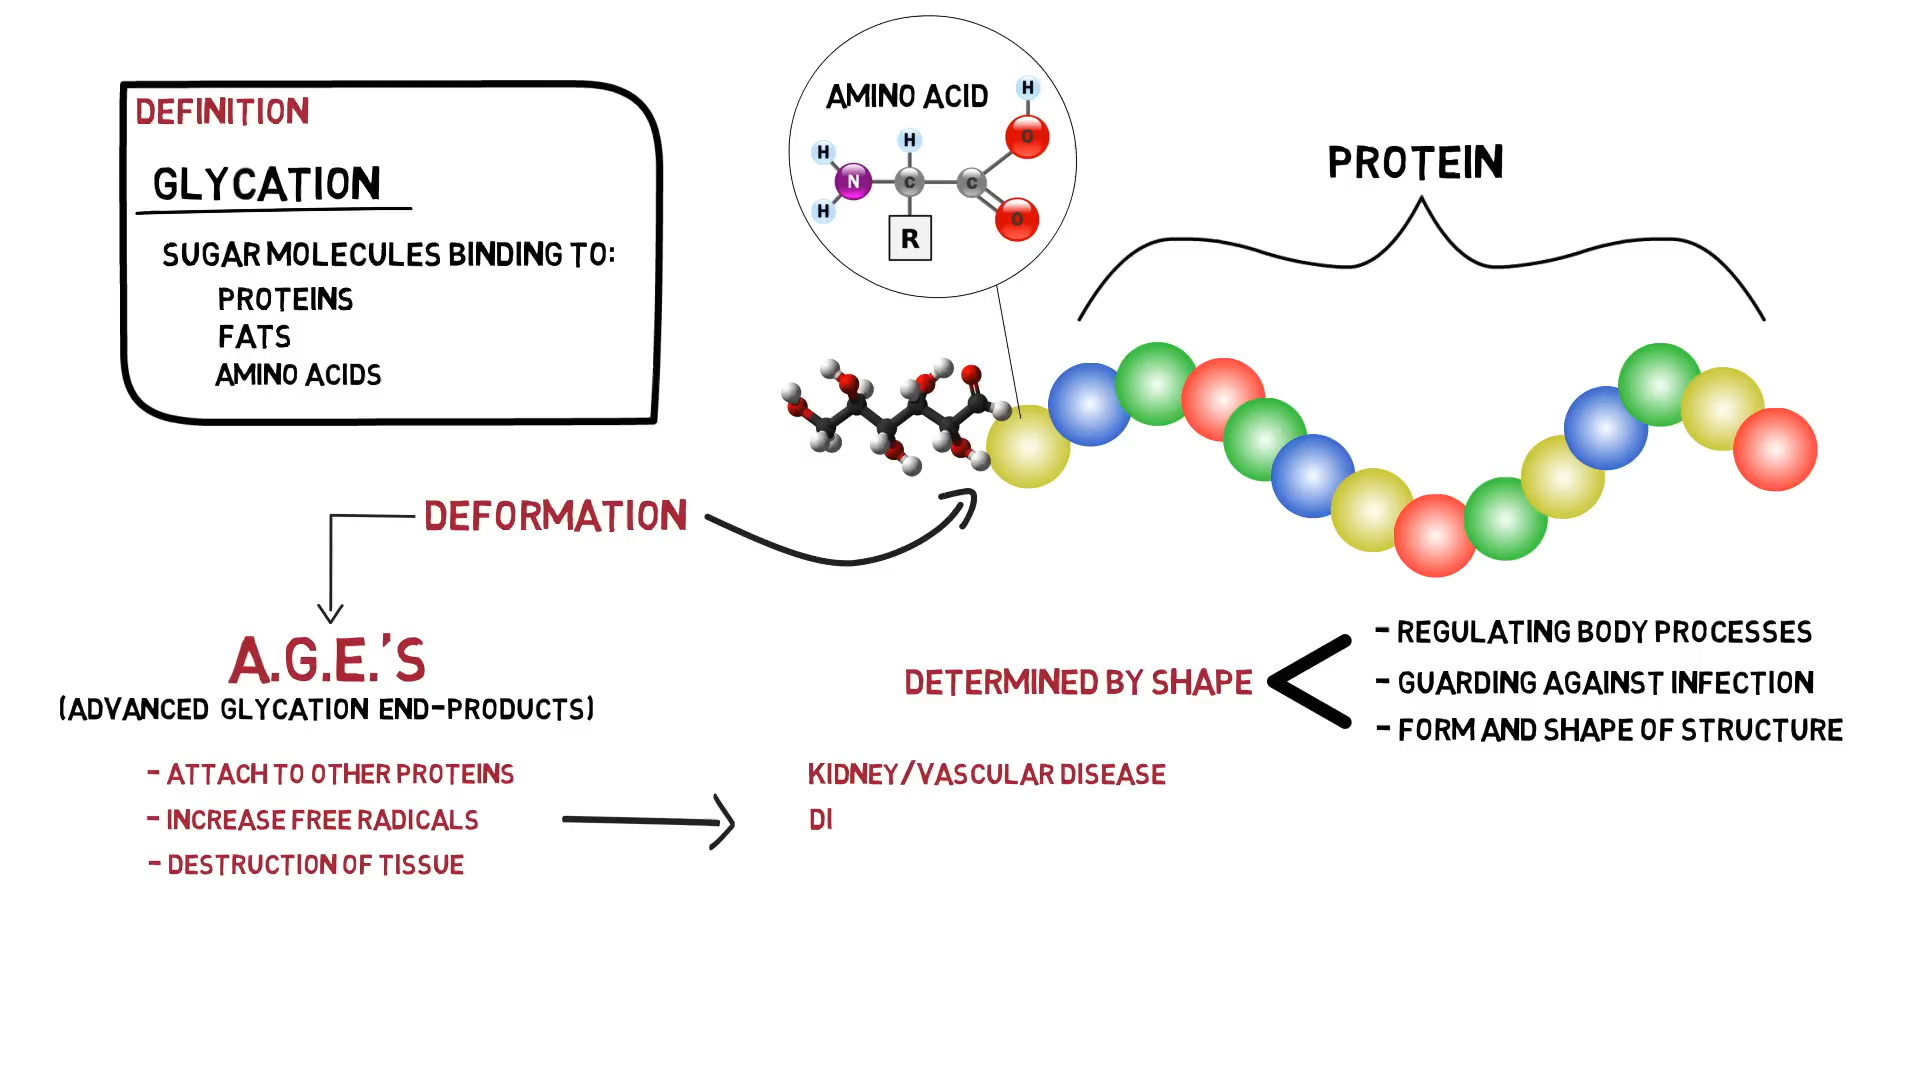 DEFINITION
GLYCATION
SUGAR MOLECULES BINDING TO:
PROTEINS
FATS
AMINO ACIDS
AMINO ACID
H
H
H
H
N
C
C
O
O
R
PROTEIN
DEFORMATION
A.G.E.'S
(ADVANCED GLYCATION END-PRODUCTS)
- ATTACH TO OTHER PROTEINS
- INCREASE FREE RADICALS
- DESTRUCTION OF TISSUE
DETERMINED BY SHAPE
- REGULATING BODY PROCESSES
- GUARDING AGAINST INFECTION
- FORM AND SHAPE OF STRUCTURE
KIDNEY/VASCULAR DISEASE
DI